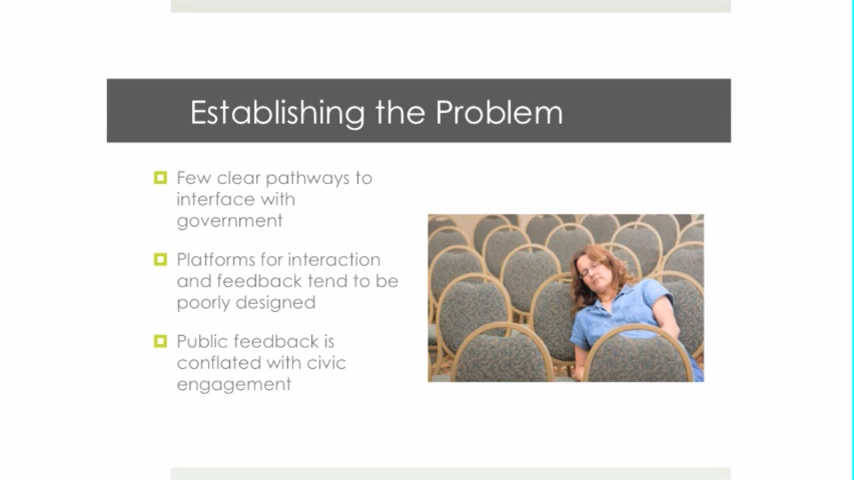 Establishing the Problem
Few clear pathways to
interface with
government
Platforms for interaction
and feedback tend to be
poorly designed
Public feedback is
conflated with civic
engagement